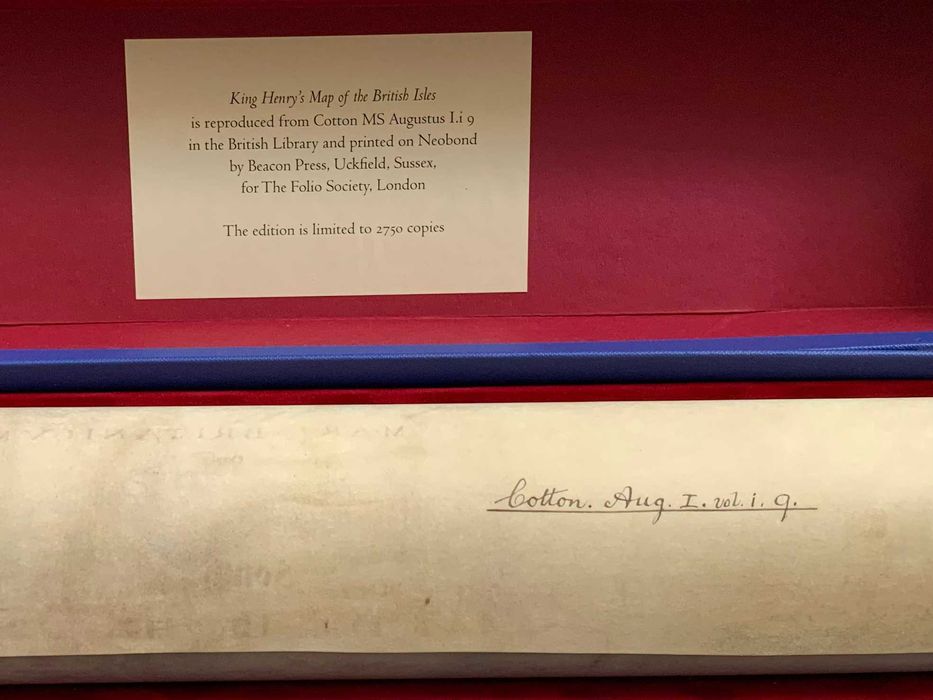 King Henry's Map of the British Isles
is reproduced from Cotton MS Augustus I.i 9
in the British Library and printed on Neobond
by Beacon Press, Uckfield, Sussex,
for The Folio Society, London
The edition is limited to 2750 copies
Cotton. Aug. I. vol. i. 9.